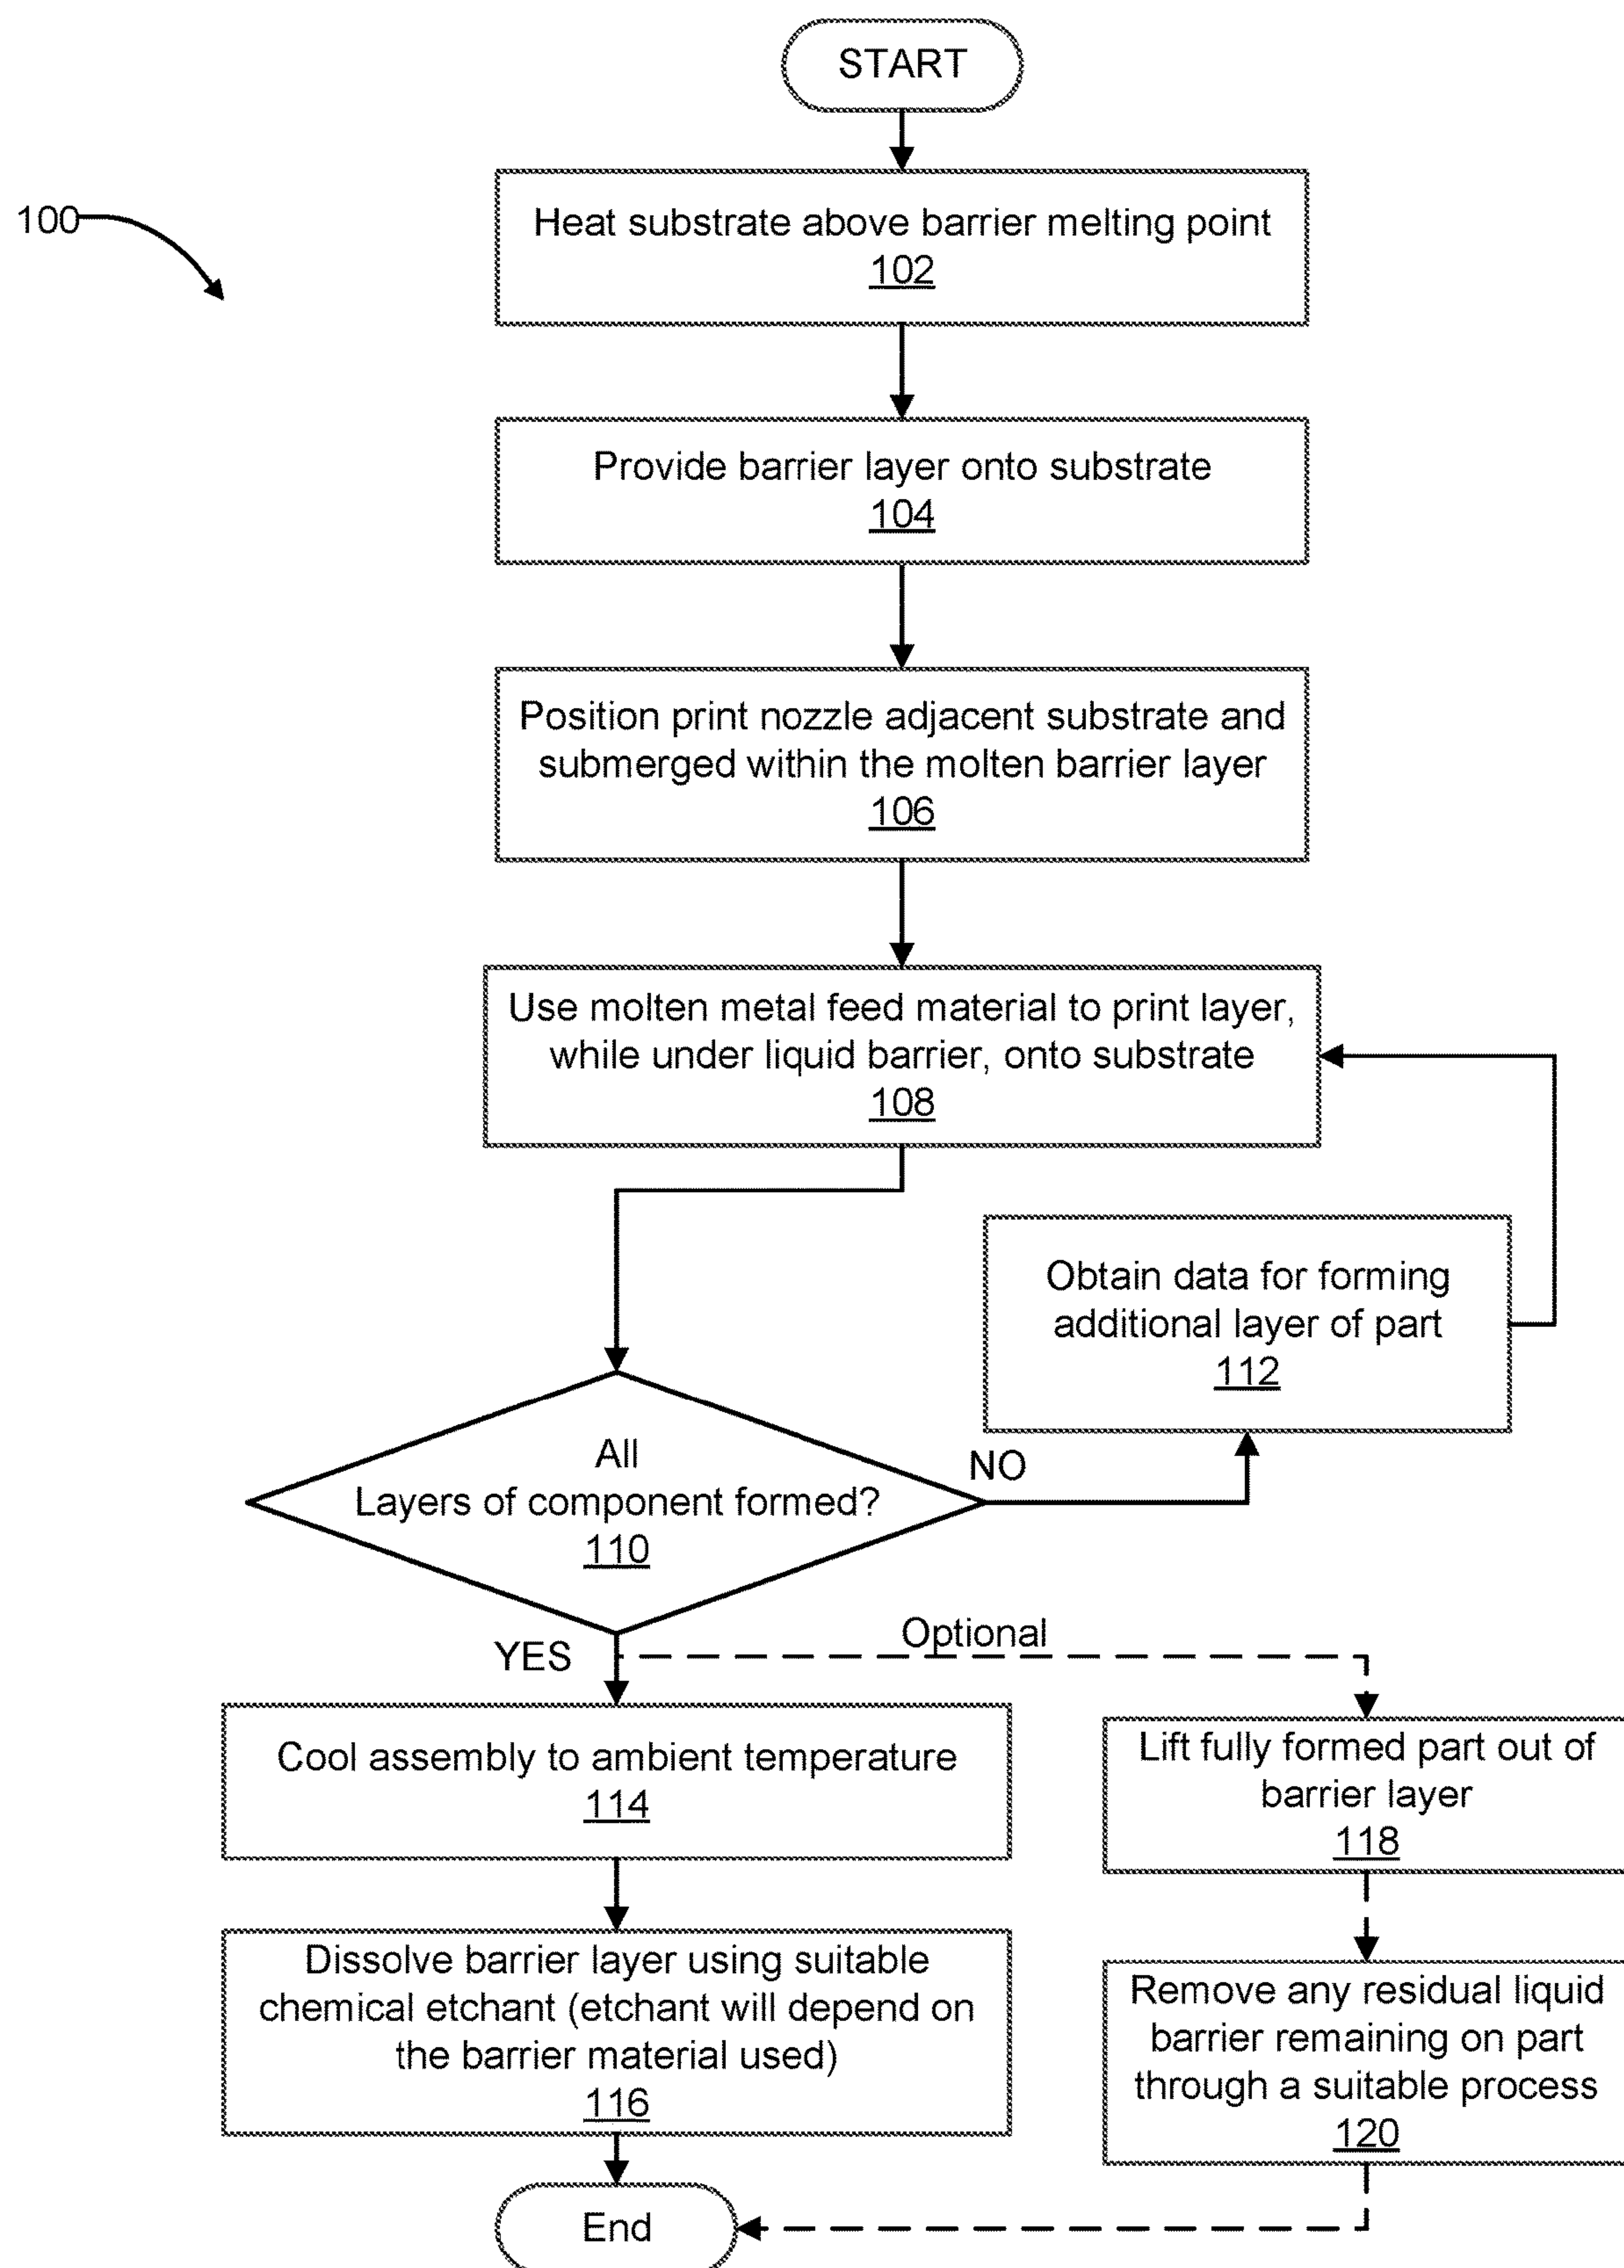 START
100
Heat substrate above barrier melting point
102
Provide barrier layer onto substrate
104
Position print nozzle adjacent substrate and
submerged within the molten barrier layer
106
Use molten metal feed material to print layer,
while under liquid barrier, onto substrate
108
Obtain data for forming
additional layer of part
112
All
Layers of component formed?
110
NO
YES
Optional
Cool assembly to ambient temperature
114
Lift fully formed part out of
barrier layer
118
Dissolve barrier layer using suitable
chemical etchant (etchant will depend on
the barrier material used)
116
Remove any residual liquid
barrier remaining on part
through a suitable process
120
End